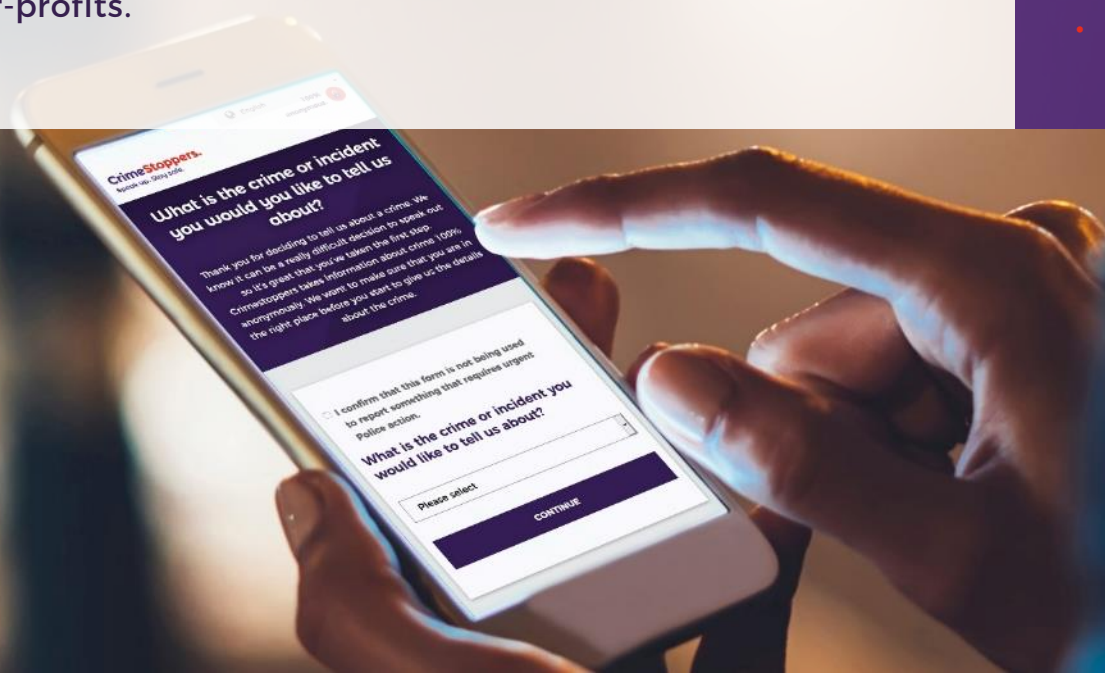 -profits.
English
100%
anonymous
CrimeStoppers.
Speak up. Stay safe.
What is the crime or incident
you would you like to tell us
about?
Thank you for deciding to tell us about a crime. We
know it can be a really difficult decision to speak out
so it's great that you've taken the first step.
Crimestoppers takes information about crime 100%
anonymously. We want to make sure that you are in
the right place before you start to give us the details
about the crime.
I confirm that this form is not being used
to report something that requires urgent
Police action.
What is the crime or incident you
would like to tell us about?
Please select
CONTINUE